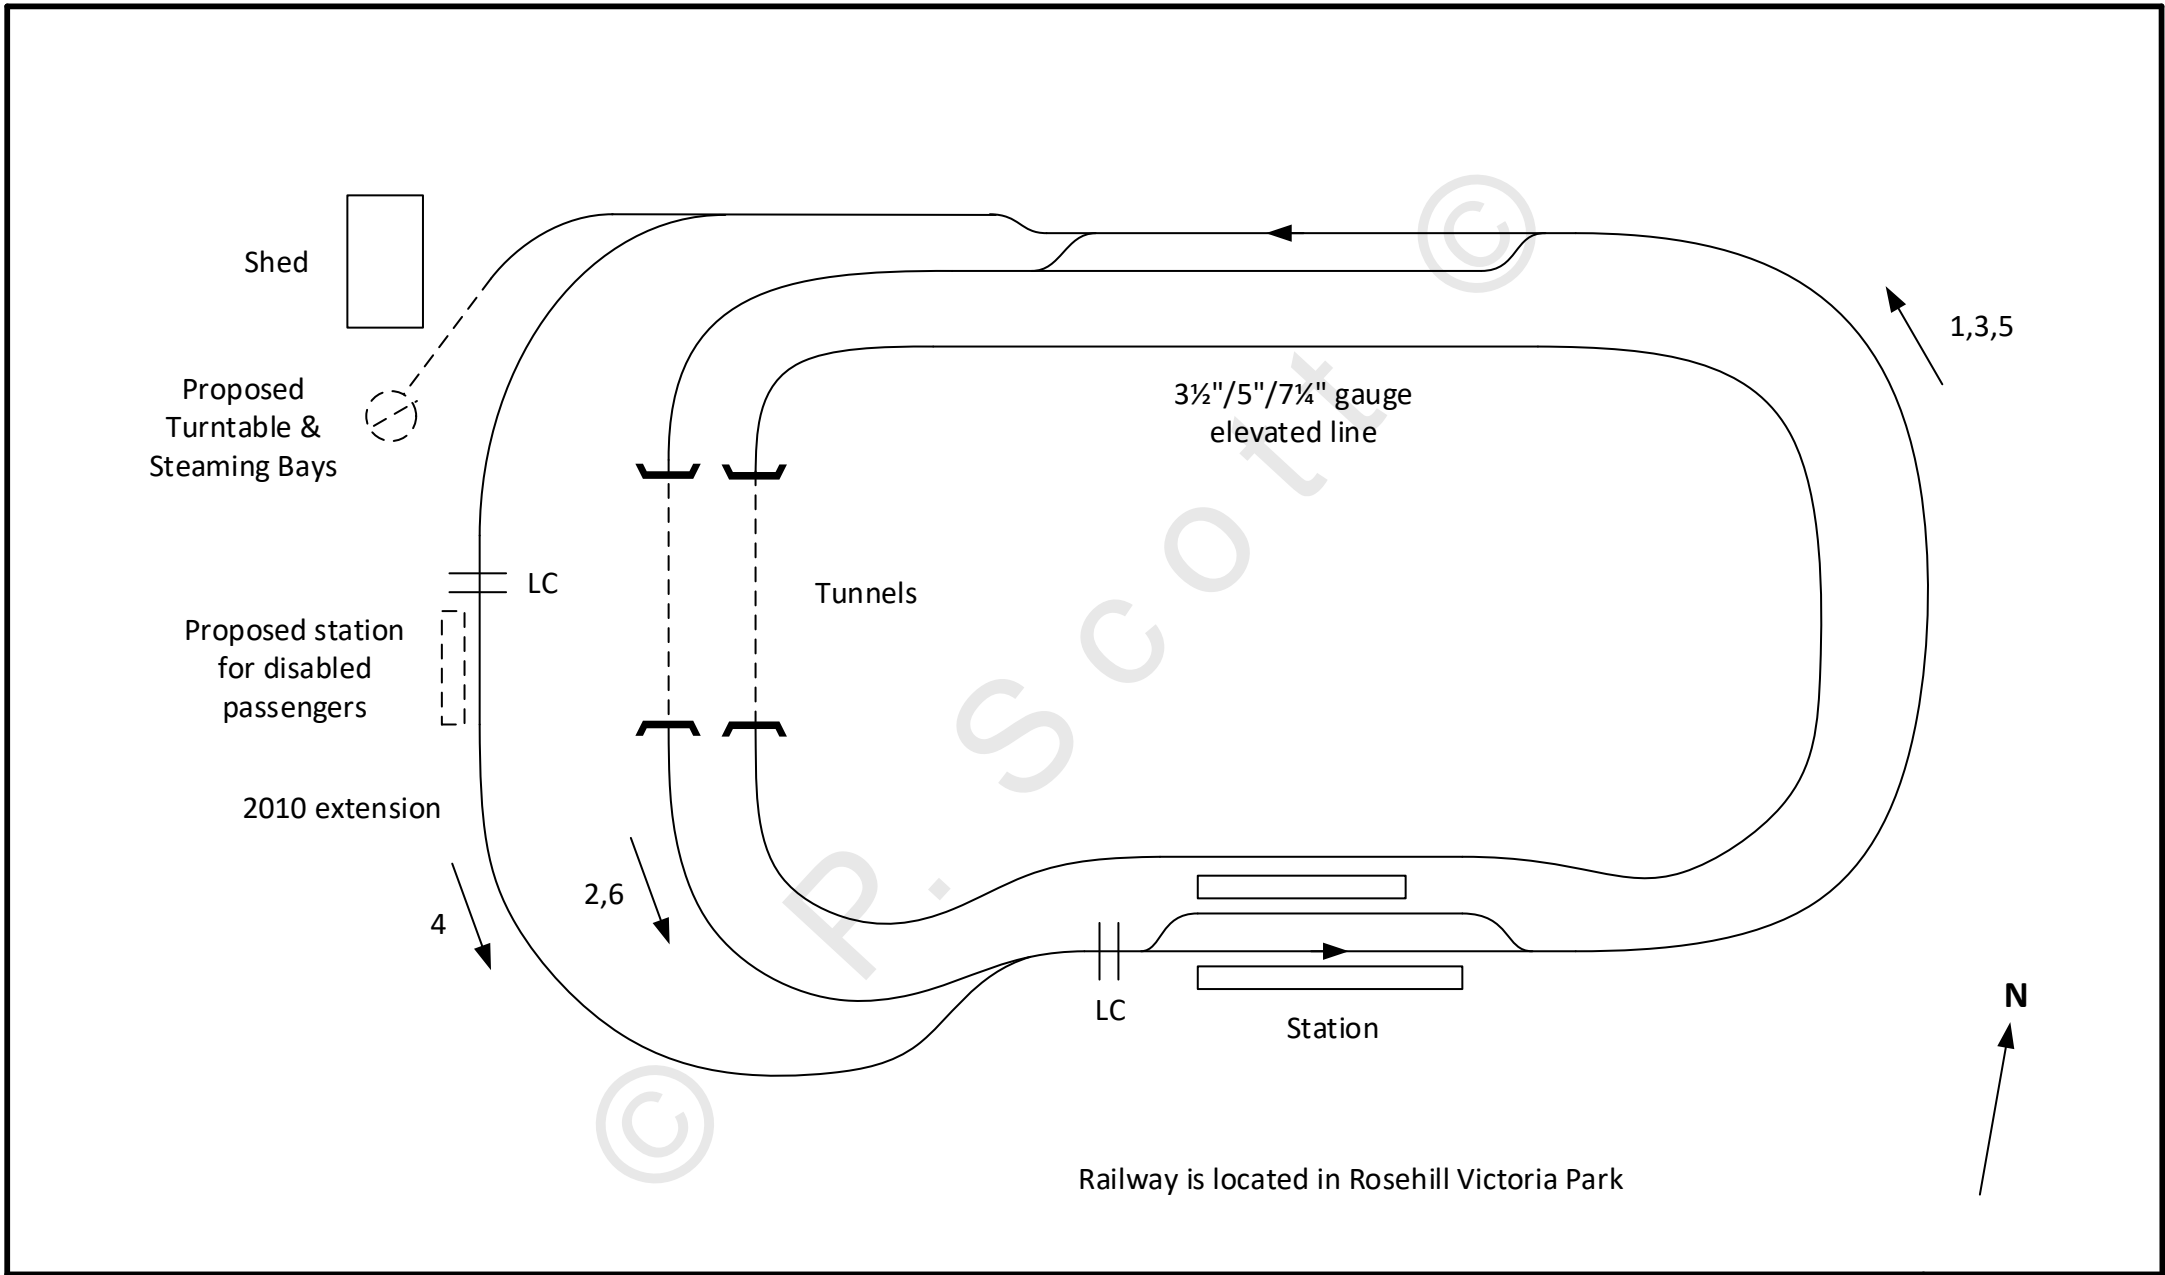 Shed
1,3,5
Proposed
Turntable &
Steaming Bays
3½"/5"/7¼" gauge
elevated line
LC
Tunnels
Proposed station
for disabled
passengers
2010 extension
2,6
4
LC
Station
N
Railway is located in Rosehill Victoria Park
© P. Scott ©